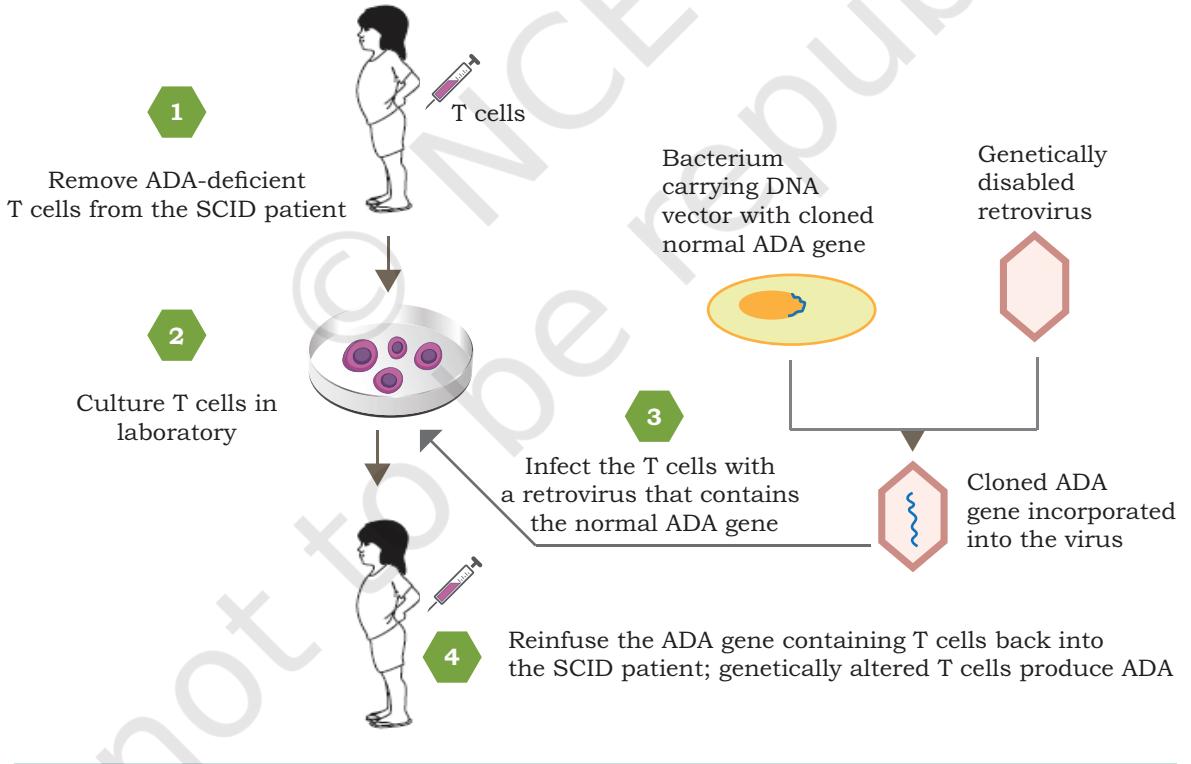 1
Remove ADA-deficient
T cells from the SCID patient
T cells
2
Culture T cells in
laboratory
Bacterium
carrying DNA
vector with cloned
normal ADA gene
Genetically
disabled
retrovirus
3
Infect the T cells with
a retrovirus that contains
the normal ADA gene
Cloned ADA
gene incorporated
into the virus
4
Reinfuse the ADA gene containing T cells back into
the SCID patient; genetically altered T cells produce ADA
© NCE
not to be repub